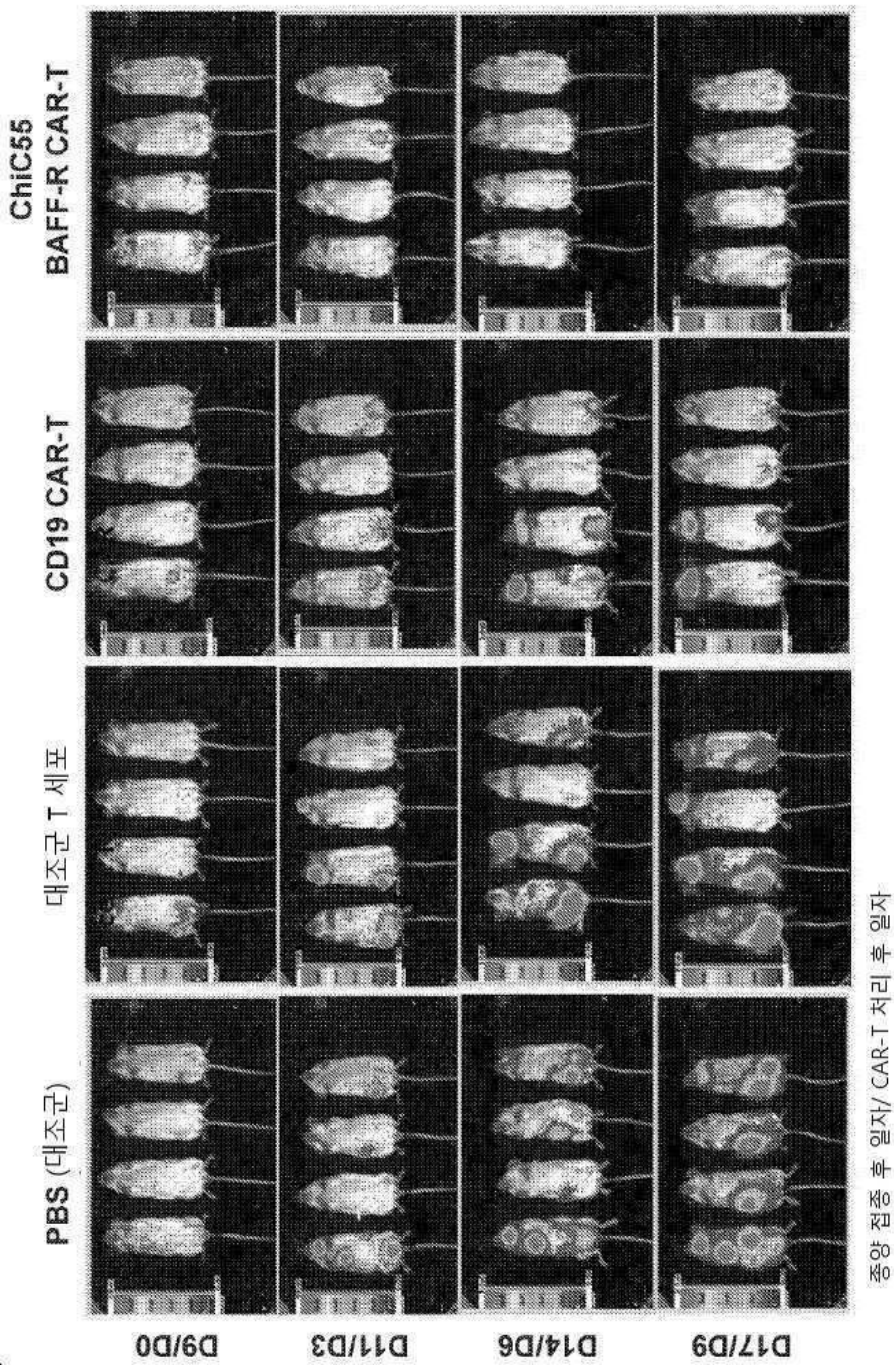 PBS (대조군)
대조군 T 세포
CD19 CAR-T
ChiC55
BAFF-R CAR-T
D9/D0
D11/D3
D14/D6
D17/D9
종양 접종 후 일자/ CAR-T 처리 후 일자